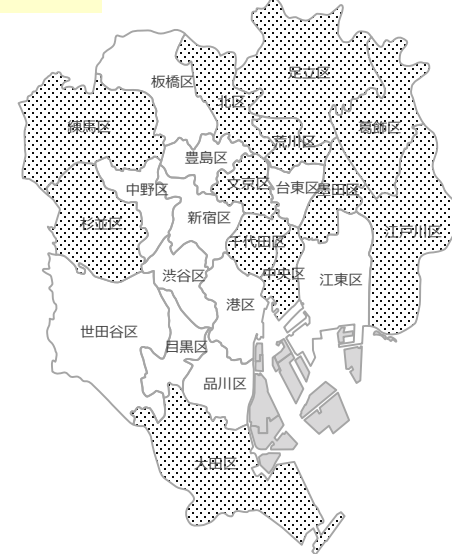 足立区
板橋区
北区
練馬区
葛飾区
荒川区
豊島区
文京区
台東区
墨田区
中野区
新宿区
杉並区
江戸川区
千代田区
中央区
渋谷区
江東区
港区
世田谷区
目黒区
品川区
大田区